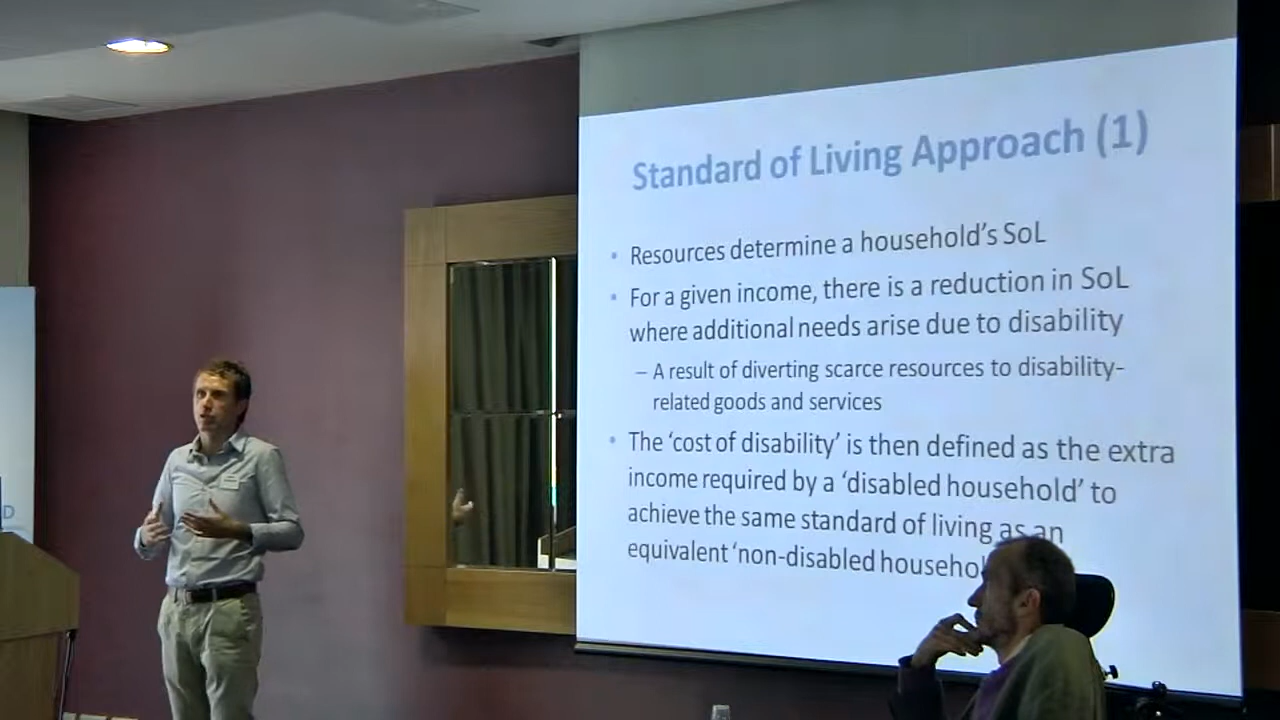 Standard of Living Approach (1)
• Resources determine a household's SoL
• For a given income, there is a reduction in SoL
where additional needs arise due to disability
– A result of diverting scarce resources to disability-
related goods and services
• The 'cost of disability' is then defined as the extra
income required by a 'disabled household' to
achieve the same standard of living as an
equivalent 'non-disabled househol
D